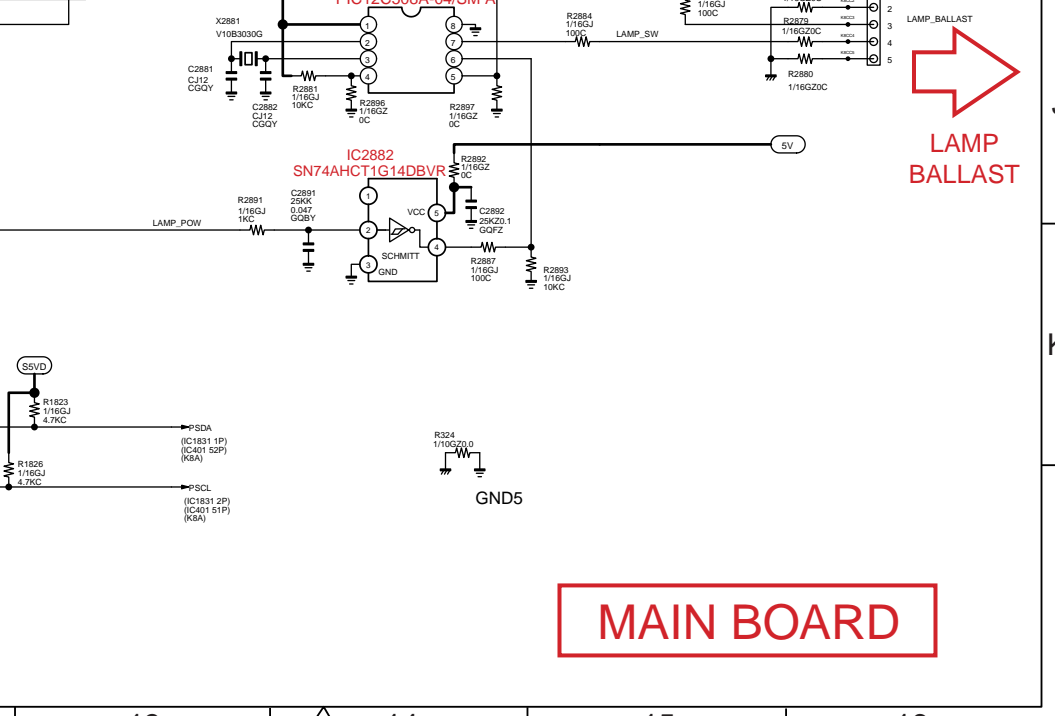 X2881
V10B3030G
C2881
CJ12
CGQY
C2882
CJ12
CGQY
R2881
1/16GJ
10KC
1
2
3
4
8
7
6
5
R2896
1/16GZ
0C
R2897
1/16GZ
0C
R2884
1/16GJ
100C
LAMP_SW
1/16GJ
100C
R2879
1/16GZ0C
R2880
1/16GZ0C
2
3
4
5
LAMP_BALLAST
LAMP
BALLAST
5V
IC2882
SN74AHCT1G14DBVR
R2892
1/16GZ
0C
LAMP_POW
R2891
1/16GJ
1KC
C2891
25KK
0.047
GQBY
1
2
3
VCC
5
4
SCHMITT
GND
C2892
25KZ0.1
GQFZ
R2887
1/16GJ
100C
R2893
1/16GJ
10KC
S5VD
R1823
1/16GJ
4.7KC
PSDA
(IC1831 1P)
(IC401 52P)
(K8A)
R1826
1/16GJ
4.7KC
PSCL
(IC1831 2P)
(IC401 51P)
(K8A)
R324
1/10GZ0.0
GND5
MAIN BOARD